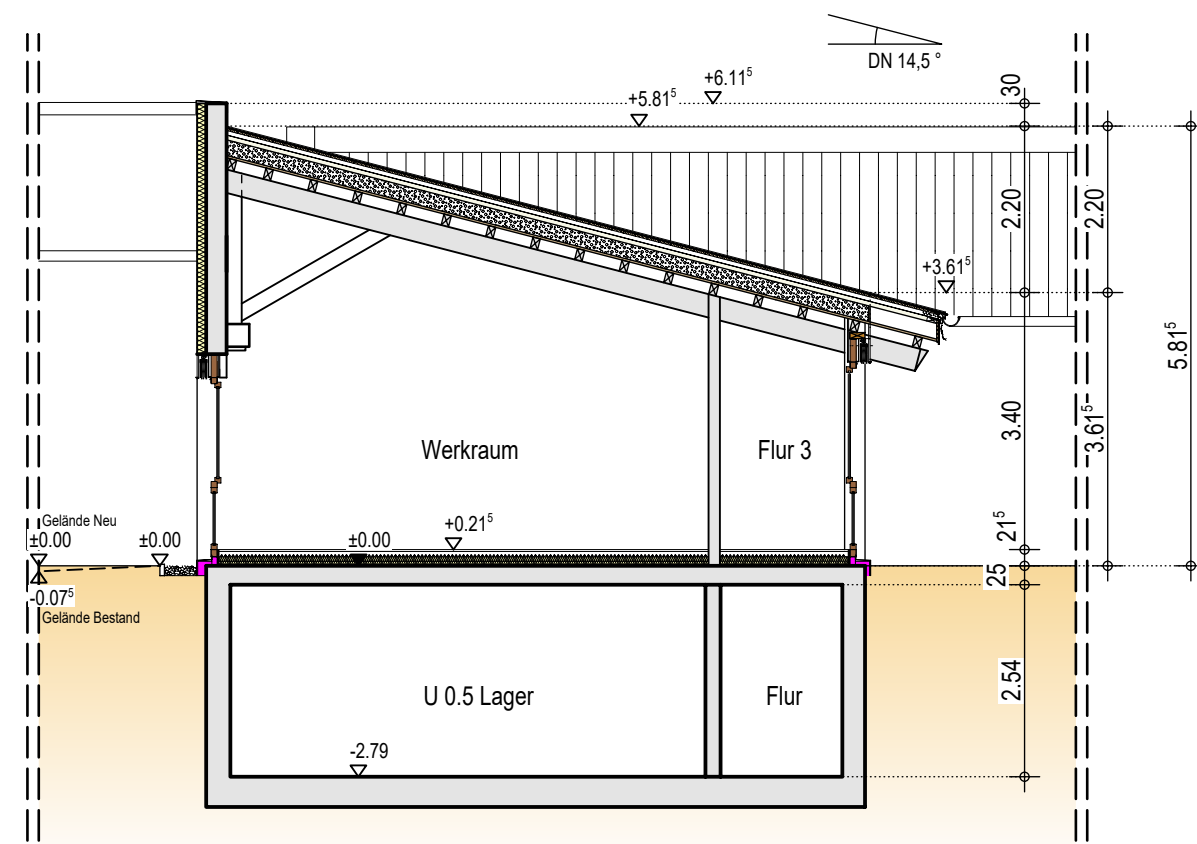 DN 14,5 °
+6.11⁵
+5.81⁵
30
2.20
2.20
+3.61⁵
5.81⁵
3.40
3.61⁵
Werkraum
Flur 3
Gelände Neu
±0.00
±0.00
±0.00
+0.21⁵
21⁵
25
-0.07⁵
Gelände Bestand
U 0.5 Lager
Flur
2.54
-2.79